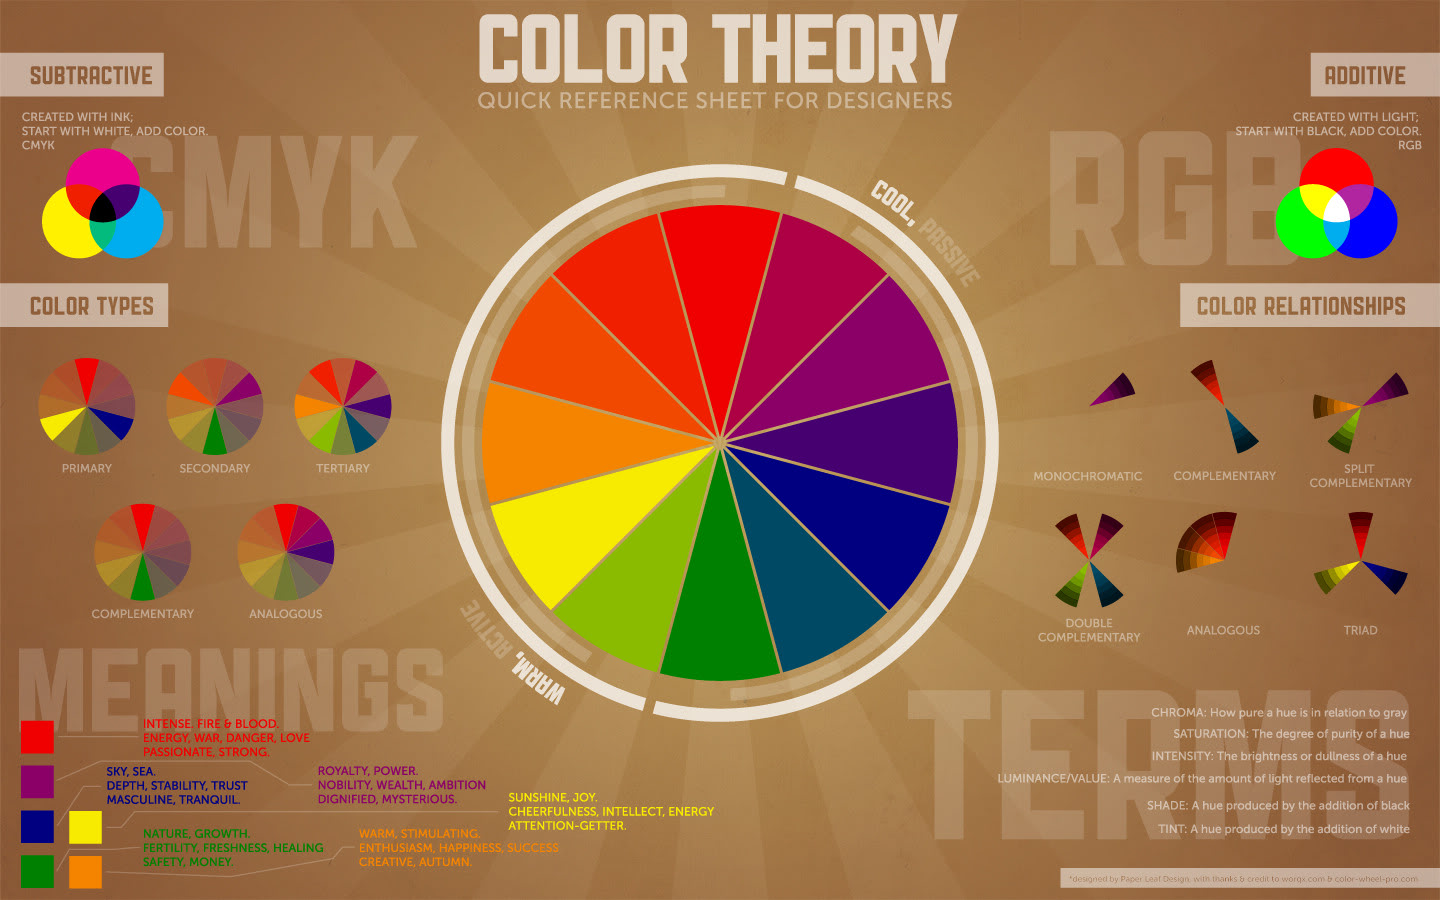 COLOR THEORY
QUICK REFERENCE SHEET FOR DESIGNERS
SUBTRACTIVE
CREATED WITH INK;
START WITH WHITE, ADD COLOR.
CMYK
CMYK
ADDITIVE
CREATED WITH LIGHT;
START WITH BLACK, ADD COLOR.
RGB
RGB
COOL, PASSIVE
WARM, ACTIVE
COLOR TYPES
PRIMARY
SECONDARY
TERTIARY
COMPLEMENTARY
ANALOGOUS
COLOR RELATIONSHIPS
MONOCHROMATIC
COMPLEMENTARY
SPLIT
COMPLEMENTARY
DOUBLE
COMPLEMENTARY
ANALOGOUS
TRIAD
MEANINGS
INTENSE. FIRE & BLOOD.
ENERGY, WAR, DANGER, LOVE
PASSIONATE, STRONG.
SKY, SEA.
DEPTH, STABILITY, TRUST
MASCULINE, TRANQUIL.
ROYALTY, POWER.
NOBILITY, WEALTH, AMBITION
DIGNIFIED, MYSTERIOUS.
SUNSHINE, JOY.
CHEERFULNESS, INTELLECT, ENERGY
ATTENTION-GETTER.
NATURE, GROWTH.
FERTILITY, FRESHNESS, HEALING
SAFETY, MONEY.
WARM, STIMULATING.
ENTHUSIASM, HAPPINESS, SUCCESS
CREATIVE, AUTUMN.
TERMS
CHROMA: How pure a hue is in relation to gray
SATURATION: The degree of purity of a hue
INTENSITY: The brightness or dullness of a hue
LUMINANCE/VALUE: A measure of the amount of light reflected from a hue
SHADE: A hue produced by the addition of black
TINT: A hue produced by the addition of white
*designed by Paper Leaf Design, with thanks & credit to worqx.com & color-wheel-pro.com